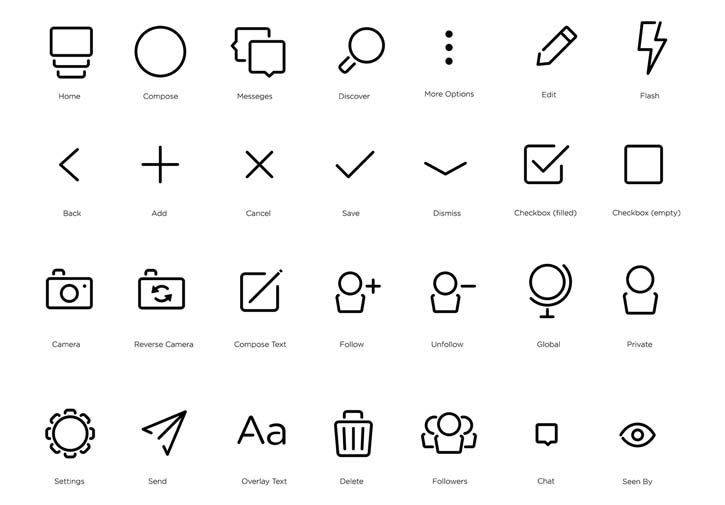 Home
Compose
Messeges
Discover
More Options
Edit
Flash
Back
Add
Cancel
Save
Dismiss
Checkbox (filled)
Checkbox (empty)
Camera
Reverse Camera
Compose Text
Follow
Unfollow
Global
Private
Aa
Settings
Send
Overlay Text
Delete
Followers
Chat
Seen By